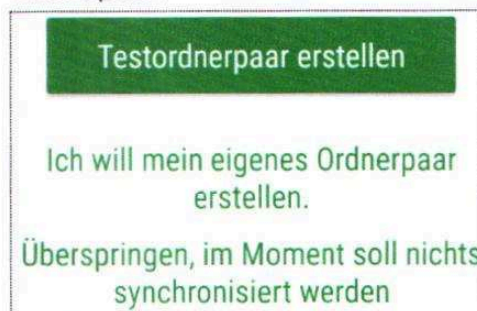 Testordnerpaar erstellen
Ich will mein eigenes Ordnerpaar
erstellen.
Überspringen, im Moment soll nichts
synchronisiert werden